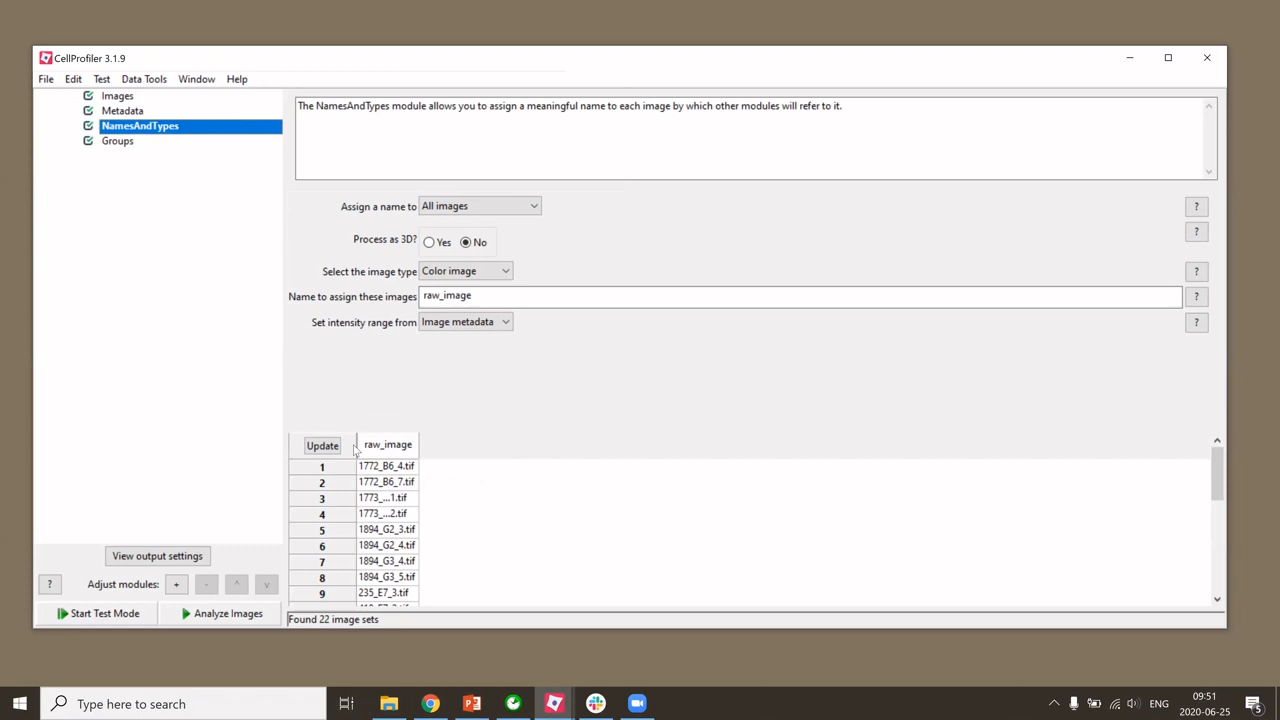 CellProfiler 3.1.9
File Edit Test Data Tools Window Help
Images
Metadata
NamesAndTypes
Groups
The NamesAndTypes module allows you to assign a meaningful name to each image by which other modules will refer to it.
Assign a name to All images ?
Process as 3D? Yes No ?
Select the image type Color image ?
Name to assign these images raw_image ?
Set intensity range from Image metadata ?
Update raw_image
1 1772_B6_4.tif
2 1772_B6_7.tif
3 1773_...1.tif
4 1773_...2.tif
5 1894_G2_3.tif
6 1894_G2_4.tif
7 1894_G3_4.tif
8 1894_G3_5.tif
9 235_E7_3.tif
View output settings
? Adjust modules: + - ^ v
Start Test Mode Analyze Images
Found 22 image sets
Type here to search
ENG
09:51
2020-06-25
5